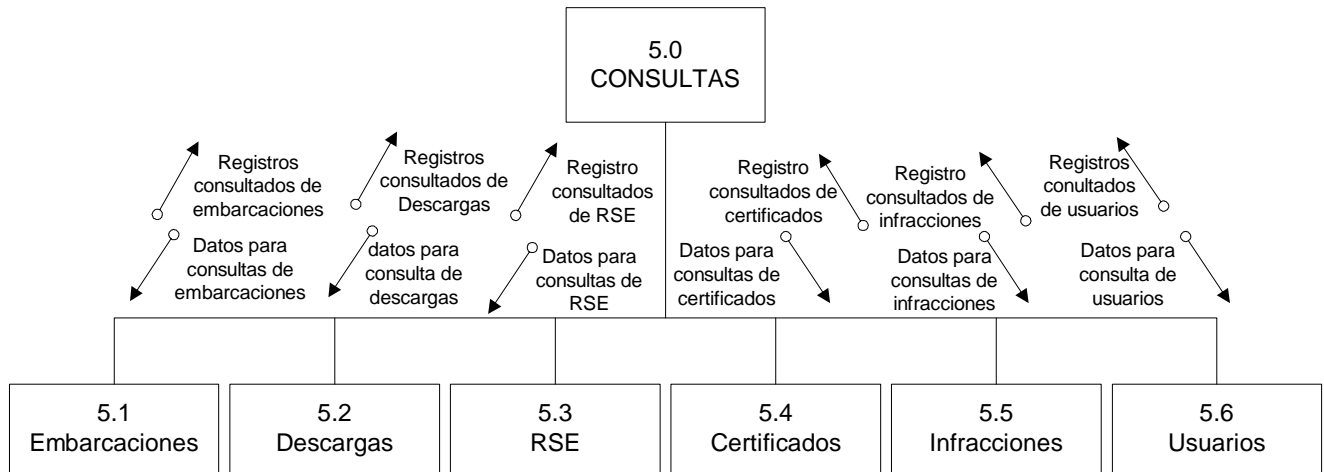 5.0
CONSULTAS
Registros
consultados de
embarcaciones
Registros
consultados de
Descargas
Registro
consultados
de RSE
Registro
consultados de
certificados
Registro
consultados de
infracciones
Registros
conultados
de usuarios
Datos para
consultas de
embarcaciones
datos para
consulta de
descargas
Datos para
consultas de
RSE
Datos para
consultas de
certificados
Datos para
consultas de
infracciones
Datos para
consulta de
usuarios
5.1
Embarcaciones
5.2
Descargas
5.3
RSE
5.4
Certificados
5.5
Infracciones
5.6
Usuarios